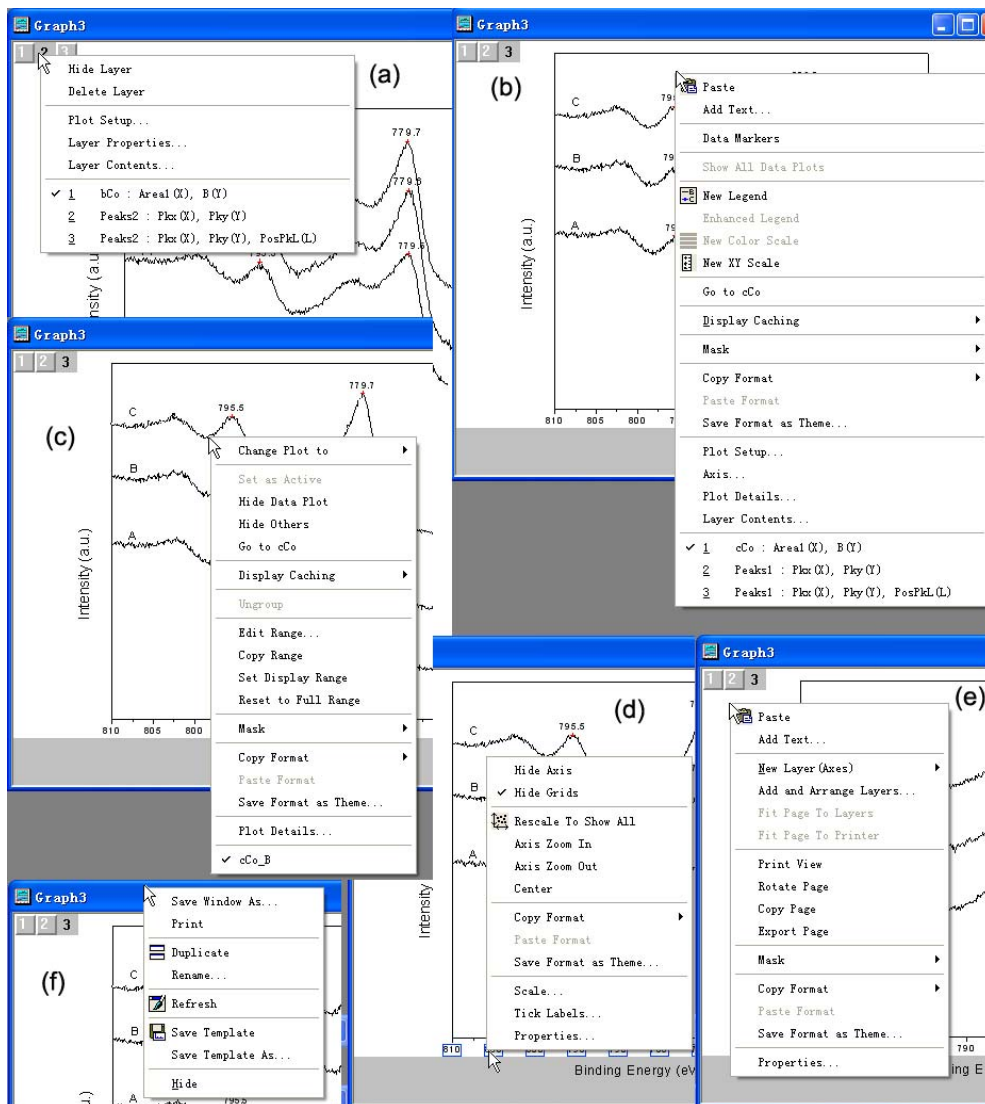 Graph3
1 2 3
(a)
Hide Layer
Delete Layer
Plot Setup...
Layer Properties...
Layer Contents...
✓ 1 bCo : Area1(X), B(Y)
2 Peaks2 : Pkx(X), Pky(Y)
3 Peaks2 : Pkx(X), Pky(Y), PosPkL(L)
779.7
Graph3
1 2 3
(b)
C
B
A
Intensity (a.u.)
810 805 800
Paste
Add Text...
Data Markers
Show All Data Plots
New Legend
Enhanced Legend
New Color Scale
New XY Scale
Go to cCo
Display Caching
Mask
Copy Format
Paste Format
Save Format as Theme...
Plot Setup...
Axis...
Plot Details...
Layer Contents...
✓ 1 cCo : Area1(X), B(Y)
2 Peaks1 : Pkx(X), Pky(Y)
3 Peaks1 : Pkx(X), Pky(Y), PosPkL(L)
Graph3
1 2 3
(c)
C
B
A
795.5
779.7
Intensity (a.u.)
810 805 800
Change Plot to
Set as Active
Hide Data Plot
Hide Others
Go to cCo
Display Caching
Ungroup
Edit Range...
Copy Range
Set Display Range
Reset to Full Range
Mask
Copy Format
Paste Format
Save Format as Theme...
Plot Details...
✓ cCo_B
(d)
C
B
A
795.5
Intensity
Hide Axis
✓ Hide Grids
Rescale To Show All
Axis Zoom In
Axis Zoom Out
Center
Copy Format
Paste Format
Save Format as Theme...
Scale...
Tick Labels...
Properties...
810
Binding Energy (eV
Graph3
1 2 3
(e)
Paste
Add Text...
New Layer(Axes)
Add and Arrange Layers...
Fit Page To Layers
Fit Page To Printer
Print View
Rotate Page
Copy Page
Export Page
Mask
Copy Format
Paste Format
Save Format as Theme...
Properties...
790
Graph3
1 2 3
(f)
C
B
A
Save Window As...
Print
Duplicate
Rename...
Refresh
Save Template
Save Template As...
Hide